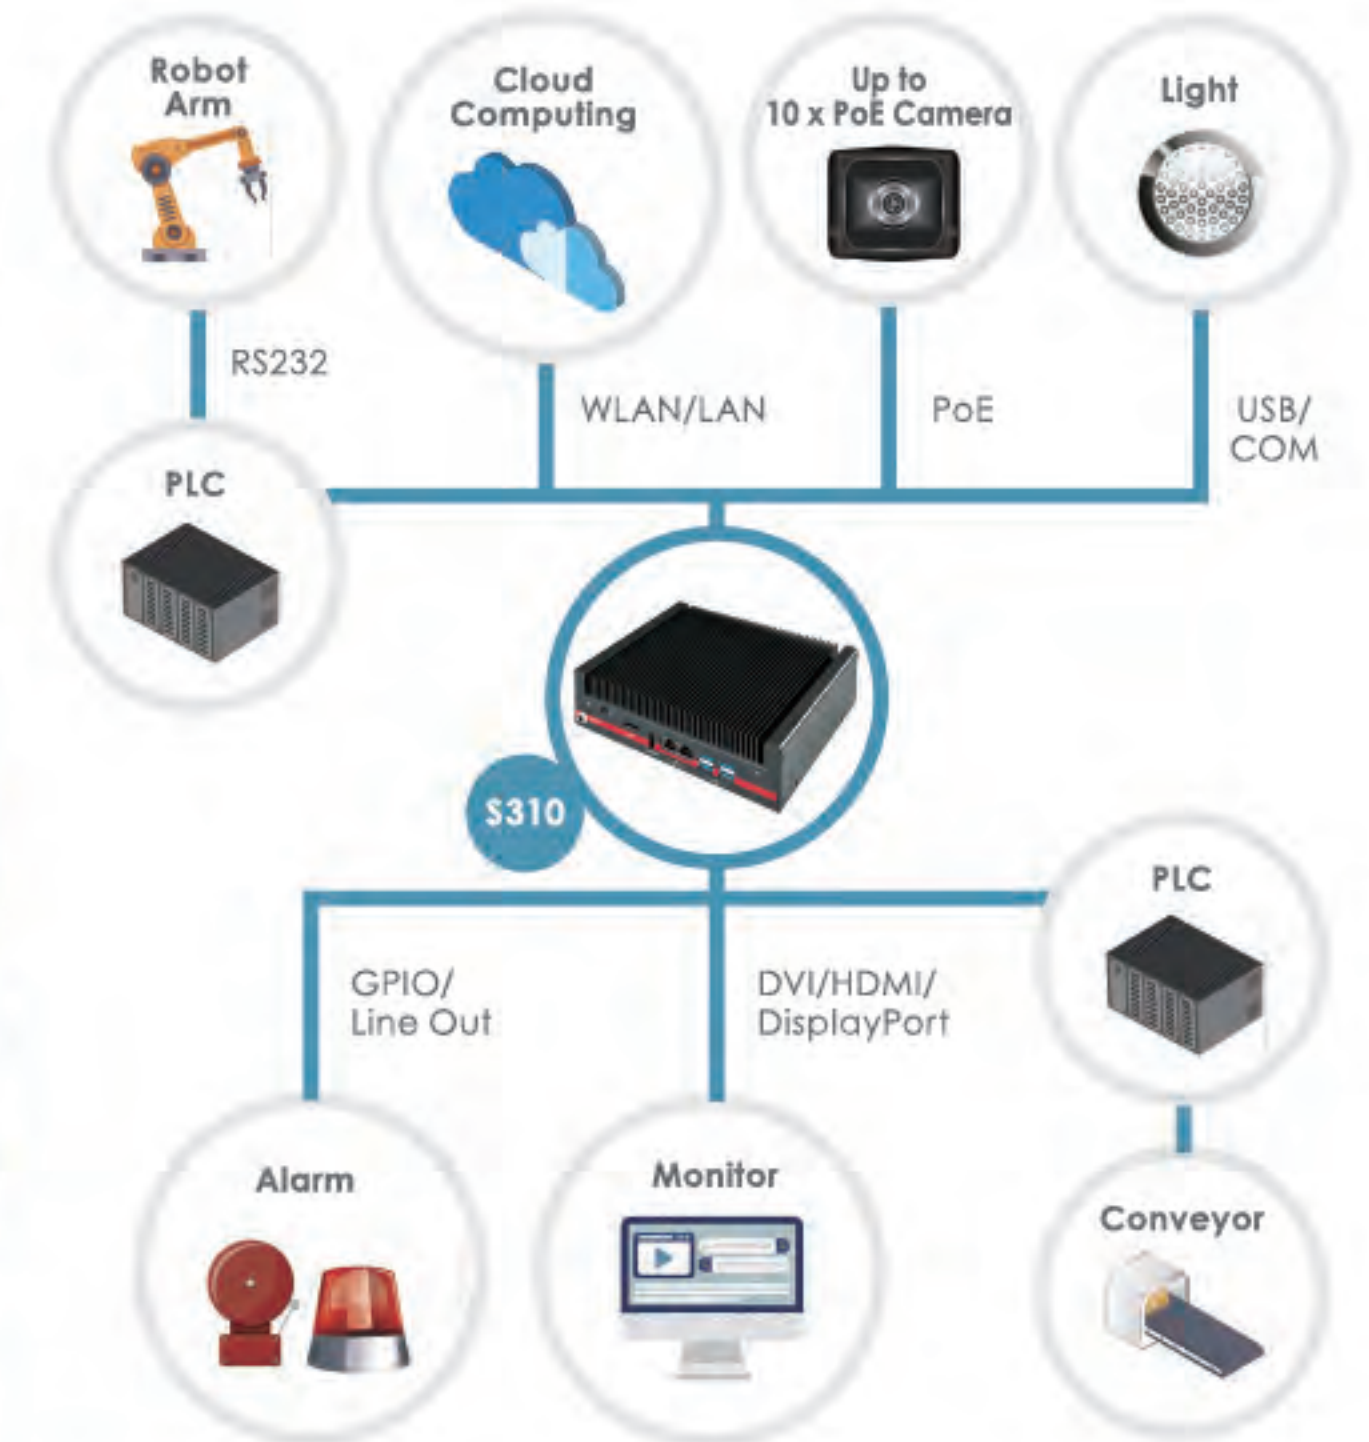 Robot
Arm
Cloud
Computing
Up to
10 x PoE Camera
Light
RS232
WLAN/LAN
PoE
USB/
COM
PLC
S310
PLC
GPIO/
Line Out
DVI/HDMI/
DisplayPort
Alarm
Monitor
Conveyor